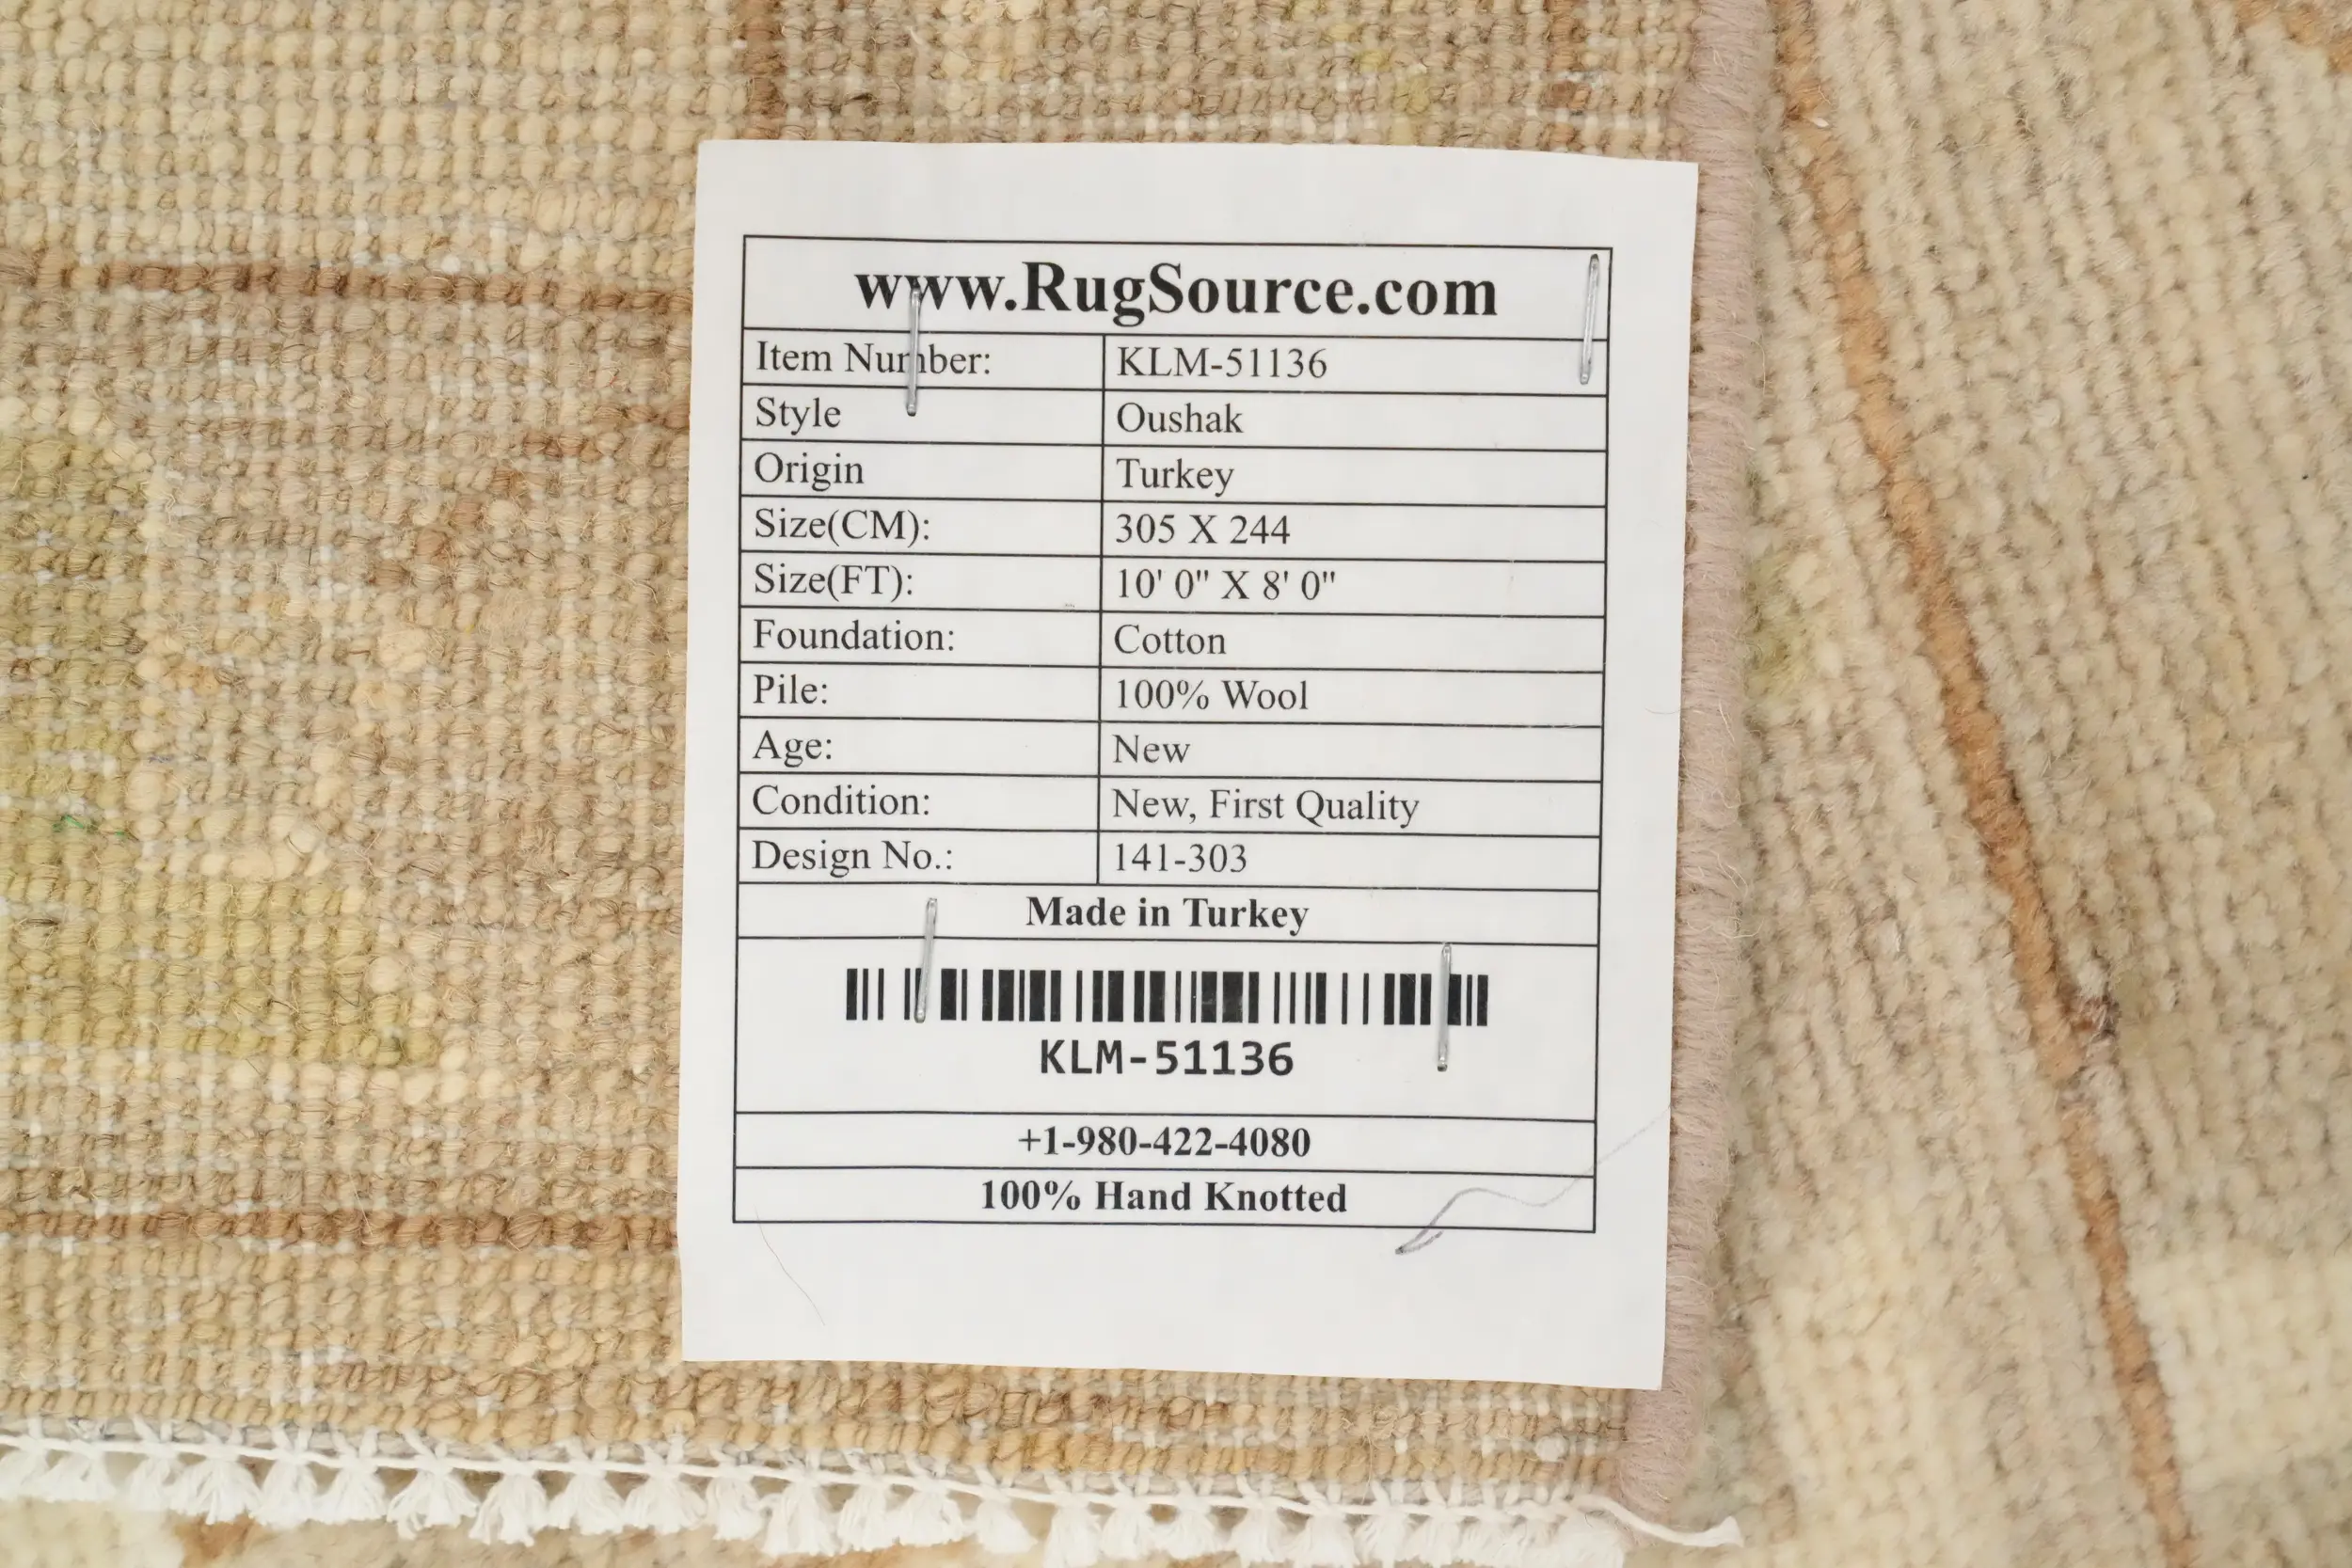 www.RugSource.com
Item Number: KLM-51136
Style Oushak
Origin Turkey
Size(CM): 305 X 244
Size(FT): 10' 0" X 8' 0"
Foundation: Cotton
Pile: 100% Wool
Age: New
Condition: New, First Quality
Design No.: 141-303
Made in Turkey
KLM-51136
+1-980-422-4080
100% Hand Knotted